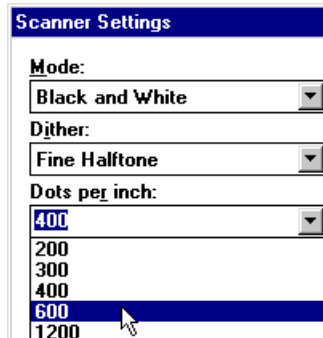 Scanner Settings
Mode:
Black and White
Dither:
Fine Halftone
Dots per inch:
400
200
300
400
600
1200